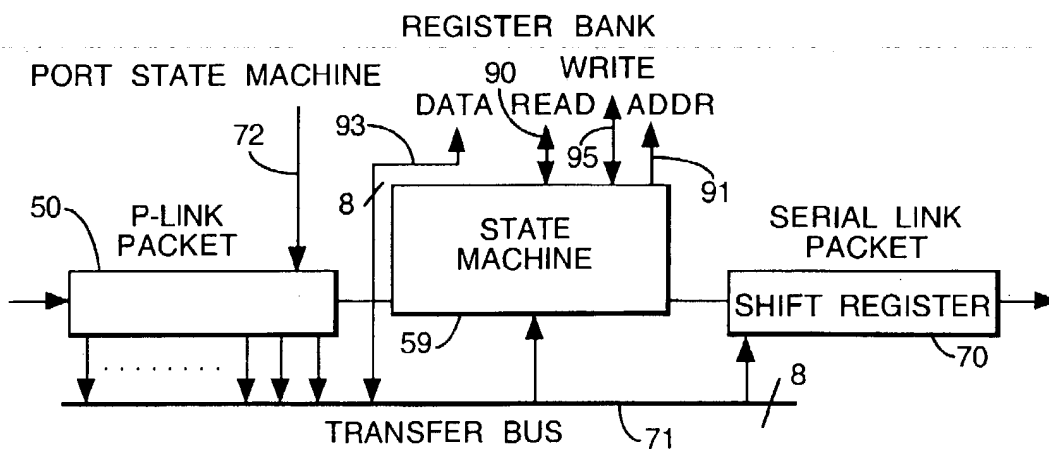 REGISTER BANK
PORT STATE MACHINE
90
WRITE
DATA READ ADDR
72
93
95
91
8
50
P-LINK
PACKET
STATE
MACHINE
SERIAL LINK
PACKET
SHIFT REGISTER
59
70
8
TRANSFER BUS
71